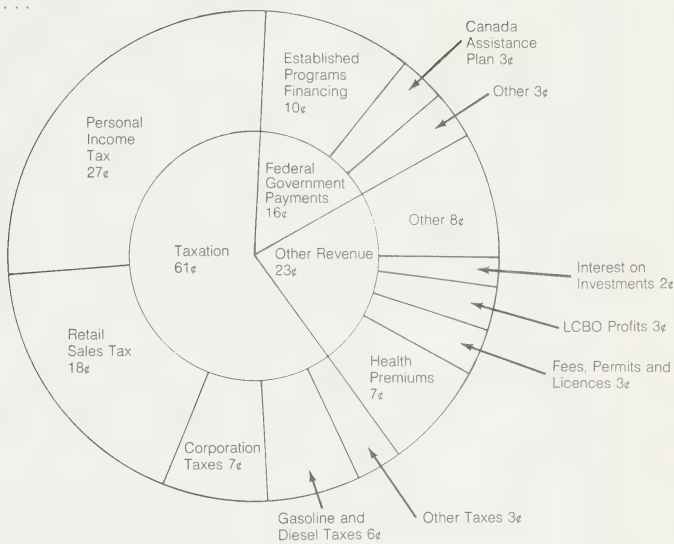 . . .
Canada
Assistance
Plan 3¢
Other 3¢
Established
Programs
Financing
10¢
Personal
Income
Tax
27¢
Federal
Government
Payments
16¢
Other 8¢
Taxation
61¢
Other Revenue
23¢
Interest on
Investments 2¢
LCBO Profits 3¢
Fees, Permits and
Licences 3¢
Health
Premiums
7¢
Retail
Sales Tax
18¢
Corporation
Taxes 7¢
Gasoline and
Diesel Taxes 6¢
Other Taxes 3¢